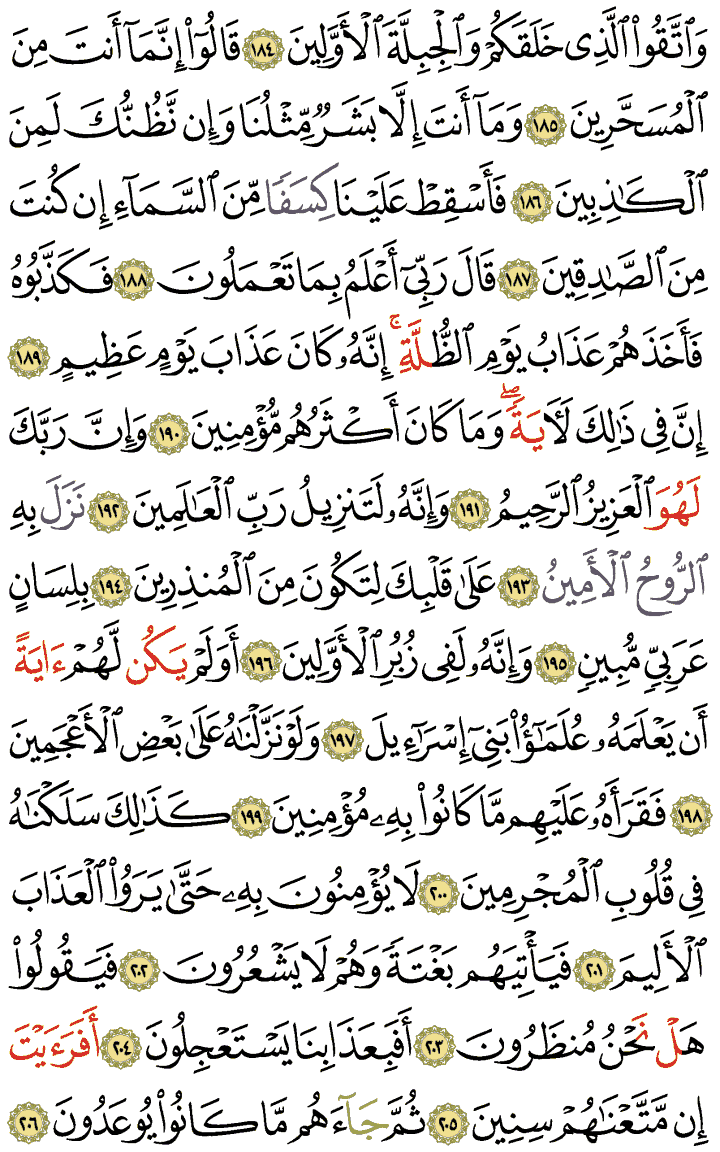 وَٱتَّقُوا۟ ٱلَّذِى خَلَقَكُمْ وَٱلْجِبِلَّةَ ٱلْأَوَّلِينَ ١٨٤ قَالُوٓا۟ إِنَّمَآ أَنتَ مِنَ
ٱلْمُسَحَّرِينَ ١٨٥ وَمَآ أَنتَ إِلَّا بَشَرٌ مِّثْلُنَا وَإِن نَّظُنُّكَ لَمِنَ
ٱلْكَـٰذِبِينَ ١٨٦ فَأَسْقِطْ عَلَيْنَا كِسَفًا مِّنَ ٱلسَّمَآءِ إِن كُنتَ
مِنَ ٱلصَّـٰدِقِينَ ١٨٧ قَالَ رَبِّىٓ أَعْلَمُ بِمَا تَعْمَلُونَ ١٨٨ فَكَذَّبُوهُ
فَأَخَذَهُمْ عَذَابُ يَوْمِ ٱلظُّلَّةِ ۚ إِنَّهُۥ كَانَ عَذَابَ يَوْمٍ عَظِيمٍ ١٨٩
إِنَّ فِى ذَٰلِكَ لَـَٔايَةً ۖ وَمَا كَانَ أَكْثَرُهُم مُّؤْمِنِينَ ١٩٠ وَإِنَّ رَبَّكَ
لَهُوَ ٱلْعَزِيزُ ٱلرَّحِيمُ ١٩١ وَإِنَّهُۥ لَتَنزِيلُ رَبِّ ٱلْعَـٰلَمِينَ ١٩٢ نَزَلَ بِهِ
ٱلرُّوحُ ٱلْأَمِينُ ١٩٣ عَلَىٰ قَلْبِكَ لِتَكُونَ مِنَ ٱلْمُنذِرِينَ ١٩٤ بِلِسَانٍ
عَرَبِىٍّ مُّبِينٍ ١٩٥ وَإِنَّهُۥ لَفِى زُبُرِ ٱلْأَوَّلِينَ ١٩٦ أَوَلَمْ يَكُن لَّهُمْ ءَايَةً
أَن يَعْلَمَهُۥ عُلَمَـٰٓؤُا۟ بَنِىٓ إِسْرَٰٓءِيلَ ١٩٧ وَلَوْ نَزَّلْنَـٰهُ عَلَىٰ بَعْضِ ٱلْأَعْجَمِينَ
١٩٨ فَقَرَأَهُۥ عَلَيْهِم مَّا كَانُوا۟ بِهِۦ مُؤْمِنِينَ ١٩٩ كَذَٰلِكَ سَلَكْنَـٰهُ
فِى قُلُوبِ ٱلْمُجْرِمِينَ ٢٠٠ لَا يُؤْمِنُونَ بِهِۦ حَتَّىٰ يَرَوُا۟ ٱلْعَذَابَ
ٱلْأَلِيمَ ٢٠١ فَيَأْتِيَهُم بَغْتَةً وَهُمْ لَا يَشْعُرُونَ ٢٠٢ فَيَقُولُوا۟
هَلْ نَحْنُ مُنظَرُونَ ٢٠٣ أَفَبِعَذَابِنَا يَسْتَعْجِلُونَ ٢٠٤ أَفَرَءَيْتَ
إِن مَّتَّعْنَـٰهُمْ سِنِينَ ٢٠٥ ثُمَّ جَآءَهُم مَّا كَانُوا۟ يُوعَدُونَ ٢٠٦